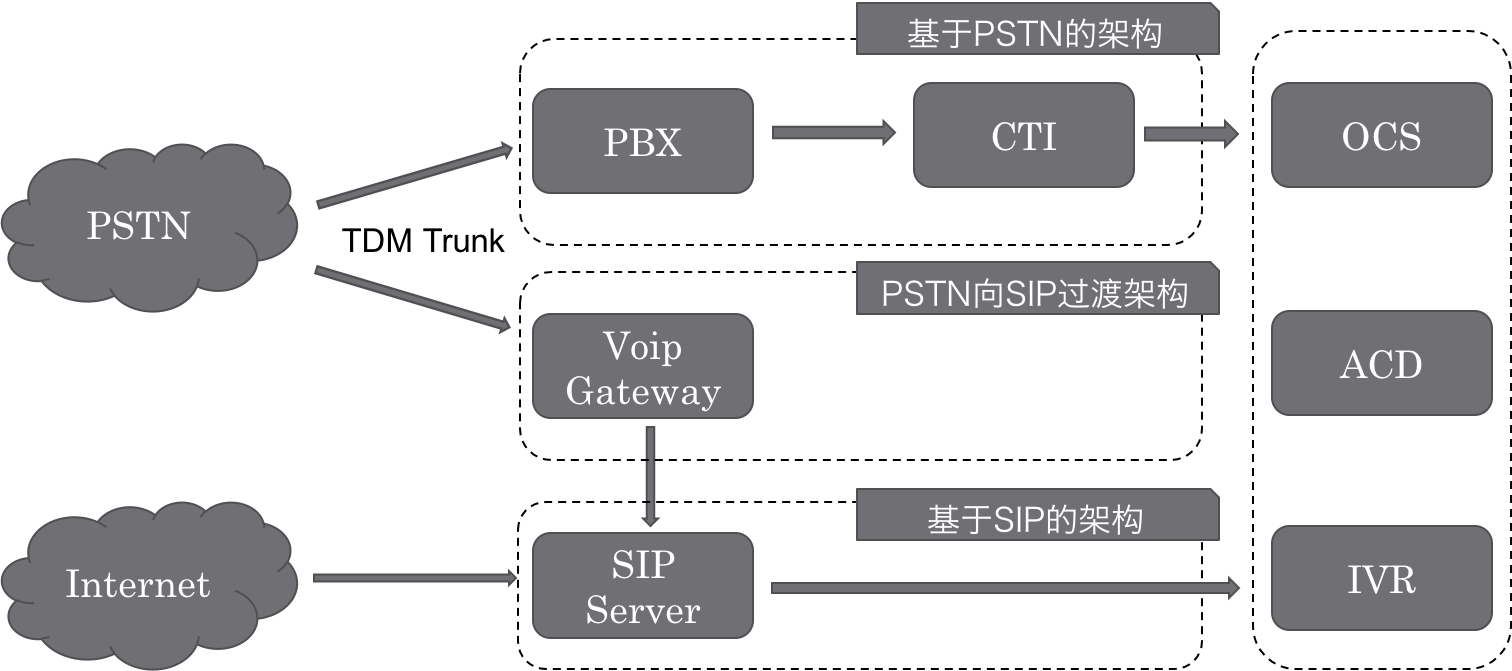 基于PSTN的架构
PBX
CTI
OCS
PSTN
TDM Trunk
PSTN向SIP过渡架构
Voip
Gateway
ACD
基于SIP的架构
Internet
SIP
Server
IVR